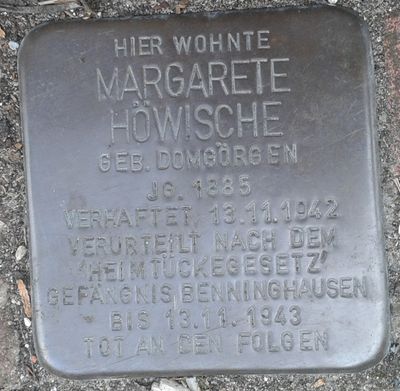 HIER WOHNTE
MARGARETE
HÖWISCHE
GEB. DOMGÖRGEN
JG. 1885
VERHAFTET 13.11.1942
VERURTEILT NACH DEM
'HEIMTÜCKEGESETZ'
GEFÄNGNIS BENNINGHAUSEN
BIS 13.11.1943
TOT AN DEN FOLGEN